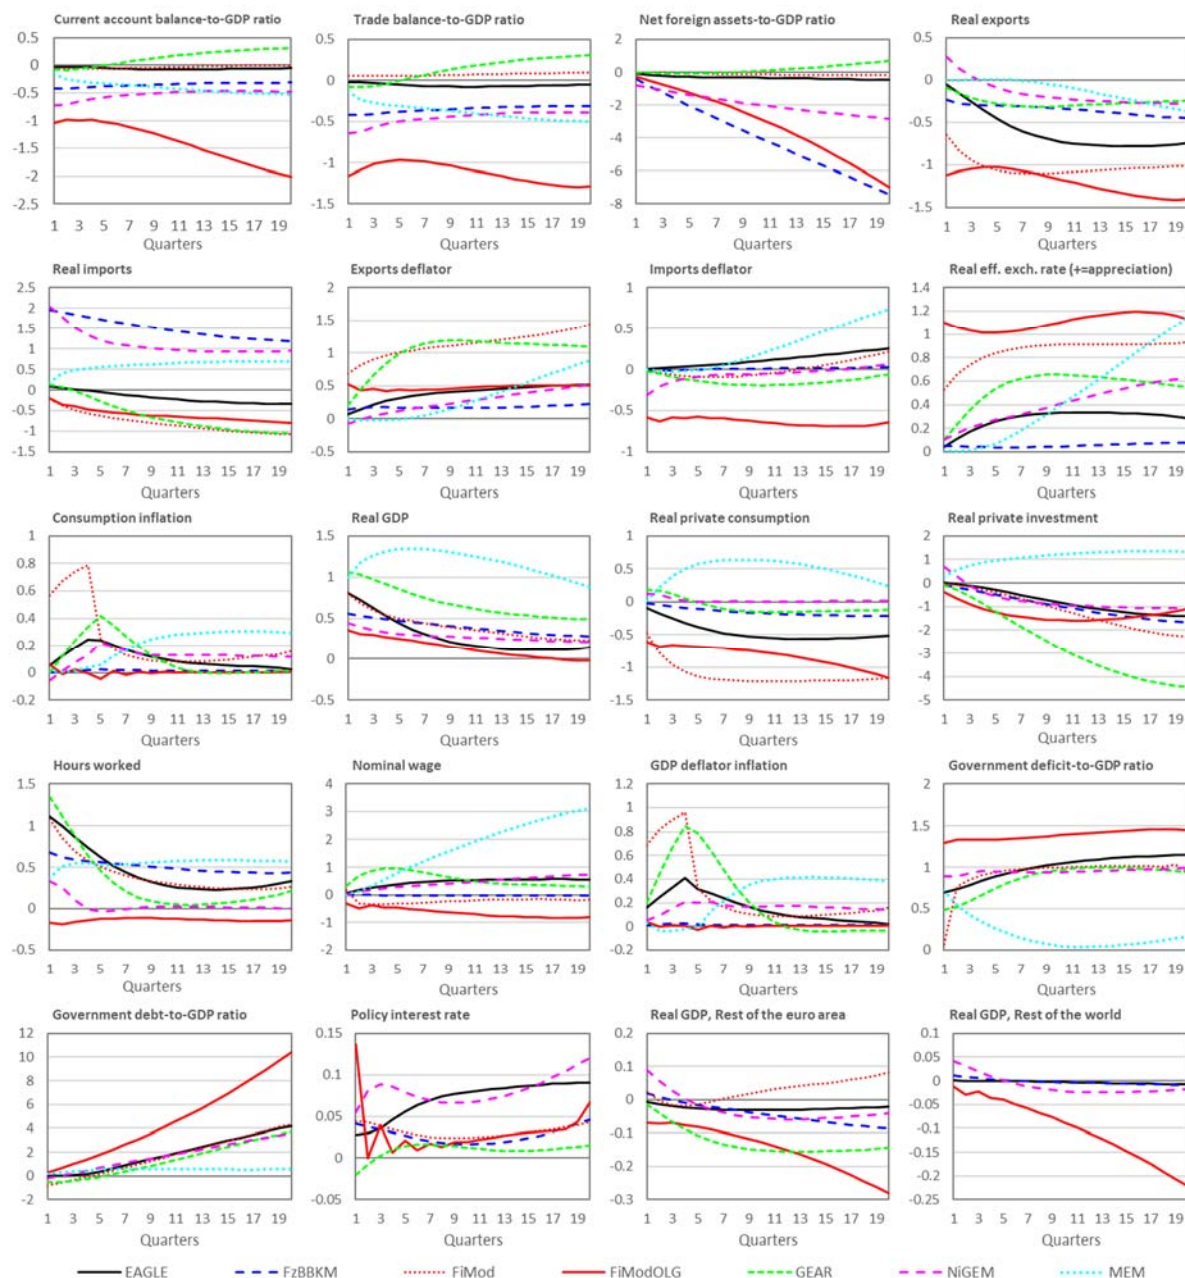 Current account balance-to-GDP ratio
0.5
0
-0.5
-1
-1.5
-2
-2.5
1 3 5 7 9 11 13 15 17 19
Quarters
Trade balance-to-GDP ratio
0.5
0
-0.5
-1
-1.5
1 3 5 7 9 11 13 15 17 19
Quarters
Net foreign assets-to-GDP ratio
2
0
-2
-4
-6
-8
1 3 5 7 9 11 13 15 17 19
Quarters
Real exports
0.5
0
-0.5
-1
-1.5
1 3 5 7 9 11 13 15 17 19
Quarters
Real imports
2.5
2
1.5
1
0.5
0
-0.5
-1
-1.5
1 3 5 7 9 11 13 15 17 19
Quarters
Exports deflator
2
1.5
1
0.5
0
-0.5
1 3 5 7 9 11 13 15 17 19
Quarters
Imports deflator
1
0.5
0
-0.5
-1
1 3 5 7 9 11 13 15 17 19
Quarters
Real eff. exch. rate (+=appreciation)
1.4
1.2
1
0.8
0.6
0.4
0.2
0
1 3 5 7 9 11 13 15 17 19
Quarters
Consumption inflation
1
0.8
0.6
0.4
0.2
0
-0.2
1 3 5 7 9 11 13 15 17 19
Quarters
Real GDP
1.5
1
0.5
0
-0.5
1 3 5 7 9 11 13 15 17 19
Quarters
Real private consumption
1
0.5
0
-0.5
-1
-1.5
1 3 5 7 9 11 13 15 17 19
Quarters
Real private investment
2
1
0
-1
-2
-3
-4
-5
1 3 5 7 9 11 13 15 17 19
Quarters
Hours worked
1.5
1
0.5
0
-0.5
1 3 5 7 9 11 13 15 17 19
Quarters
Nominal wage
4
3
2
1
0
-1
-2
1 3 5 7 9 11 13 15 17 19
Quarters
GDP deflator inflation
1.2
1
0.8
0.6
0.4
0.2
0
-0.2
1 3 5 7 9 11 13 15 17 19
Quarters
Government deficit-to-GDP ratio
2
1.5
1
0.5
0
1 3 5 7 9 11 13 15 17 19
Quarters
Government debt-to-GDP ratio
12
10
8
6
4
2
0
-2
1 3 5 7 9 11 13 15 17 19
Quarters
Policy interest rate
0.15
0.1
0.05
0
-0.05
1 3 5 7 9 11 13 15 17 19
Quarters
Real GDP, Rest of the euro area
0.2
0.1
0
-0.1
-0.2
-0.3
1 3 5 7 9 11 13 15 17 19
Quarters
Real GDP, Rest of the world
0.1
0.05
0
-0.05
-0.1
-0.15
-0.2
-0.25
1 3 5 7 9 11 13 15 17 19
Quarters
EAGLE FzBBKM FiMod FiModOLG GEAR NiGEM MEM